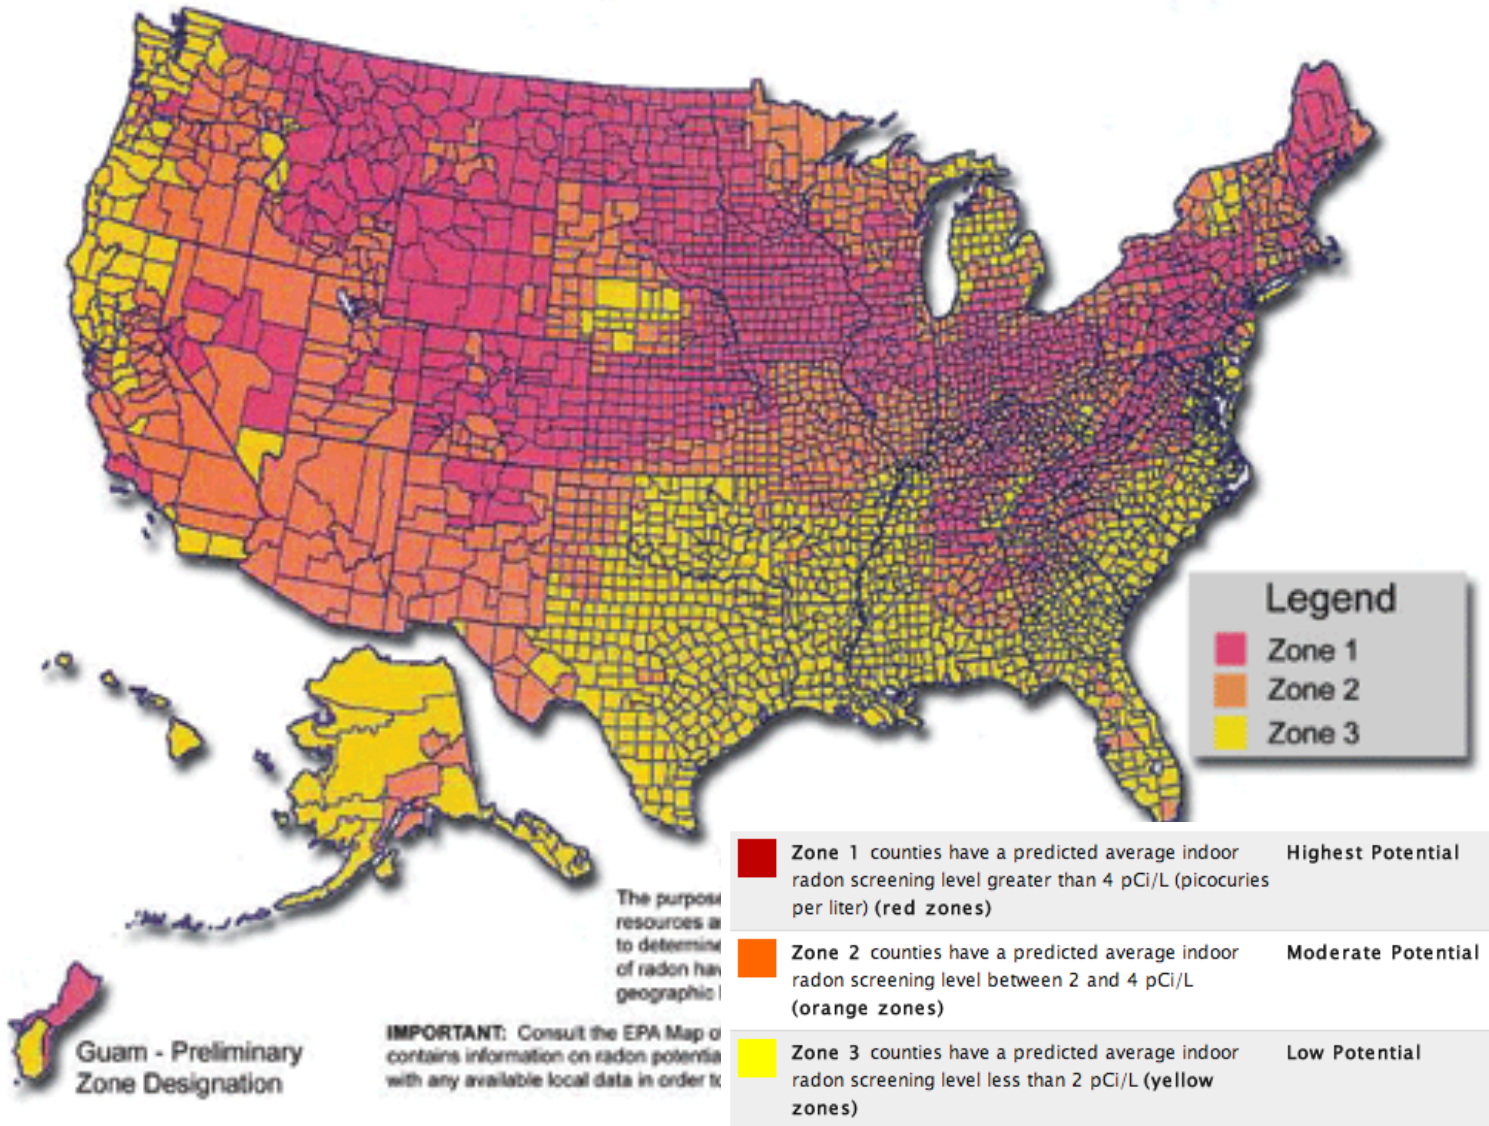 Legend
Zone 1
Zone 2
Zone 3
The purpose
resources a
to determine
of radon hav
geographic
IMPORTANT: Consult the EPA Map o
contains information on radon potentia
with any available local data in order to
Guam - Preliminary
Zone Designation
Zone 1 counties have a predicted average indoor
radon screening level greater than 4 pCi/L (picocuries
per liter) (red zones)
Highest Potential
Zone 2 counties have a predicted average indoor
radon screening level between 2 and 4 pCi/L
(orange zones)
Moderate Potential
Zone 3 counties have a predicted average indoor
radon screening level less than 2 pCi/L (yellow
zones)
Low Potential